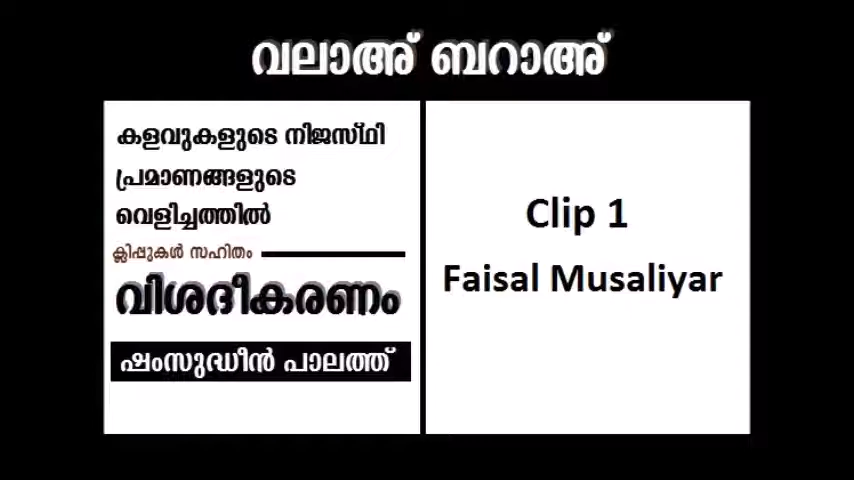 വലാഅ് ബറാഅ്
കളവുകളുടെ നിജസ്ഥി
പ്രമാണങ്ങളുടെ
വെളിച്ചത്തിൽ
ക്ലിപ്പുകൾ സഹിതം
വിശദീകരണം
ഷംസുദ്ധീൻ പാലത്ത്
Clip 1
Faisal Musaliyar